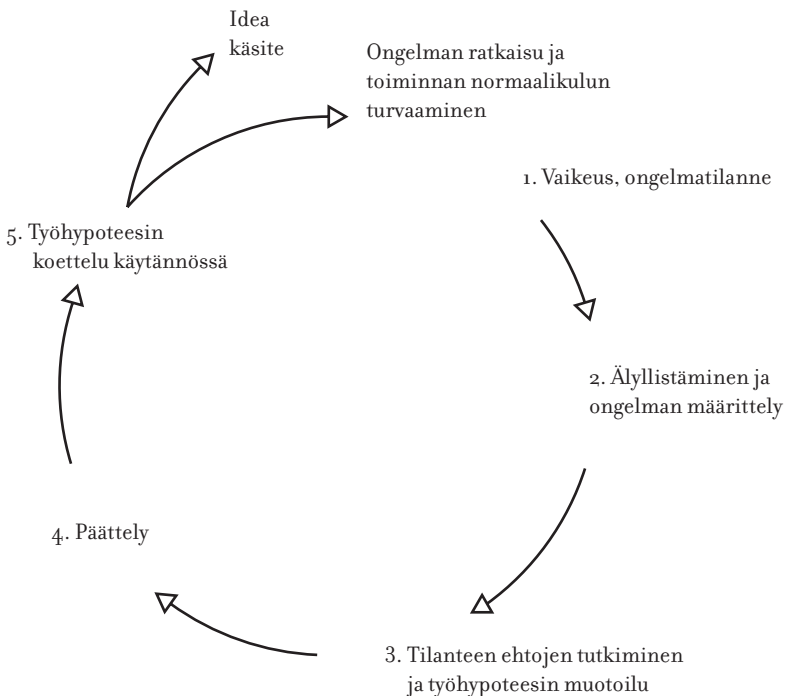 Idea
käsite
Ongelman ratkaisu ja
toiminnan normaalikulun
turvaaminen
1. Vaikeus, ongelmatilanne
2. Älyllistäminen ja
ongelman määrittely
3. Tilanteen ehtojen tutkiminen
ja työhypoteesin muotoilu
4. Päättely
5. Työhypoteesin
koettelu käytännössä